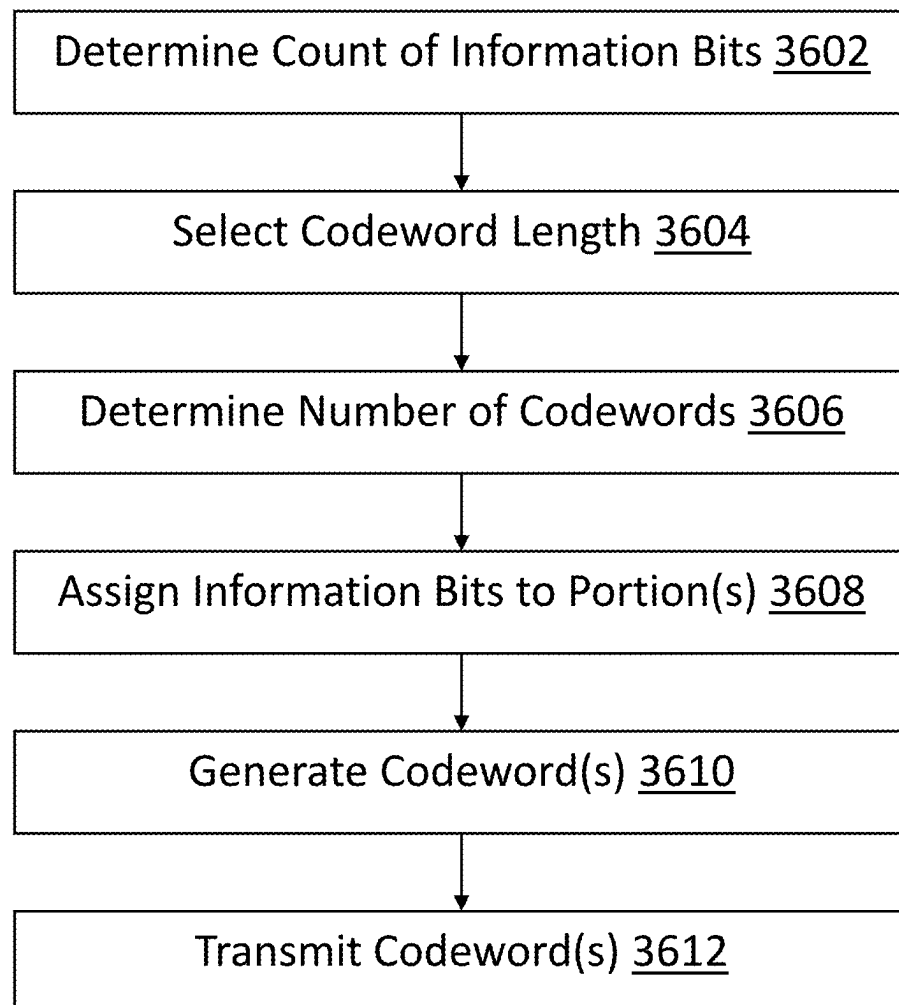 Determine Count of Information Bits 3602
Select Codeword Length 3604
Determine Number of Codewords 3606
Assign Information Bits to Portion(s) 3608
Generate Codeword(s) 3610
Transmit Codeword(s) 3612